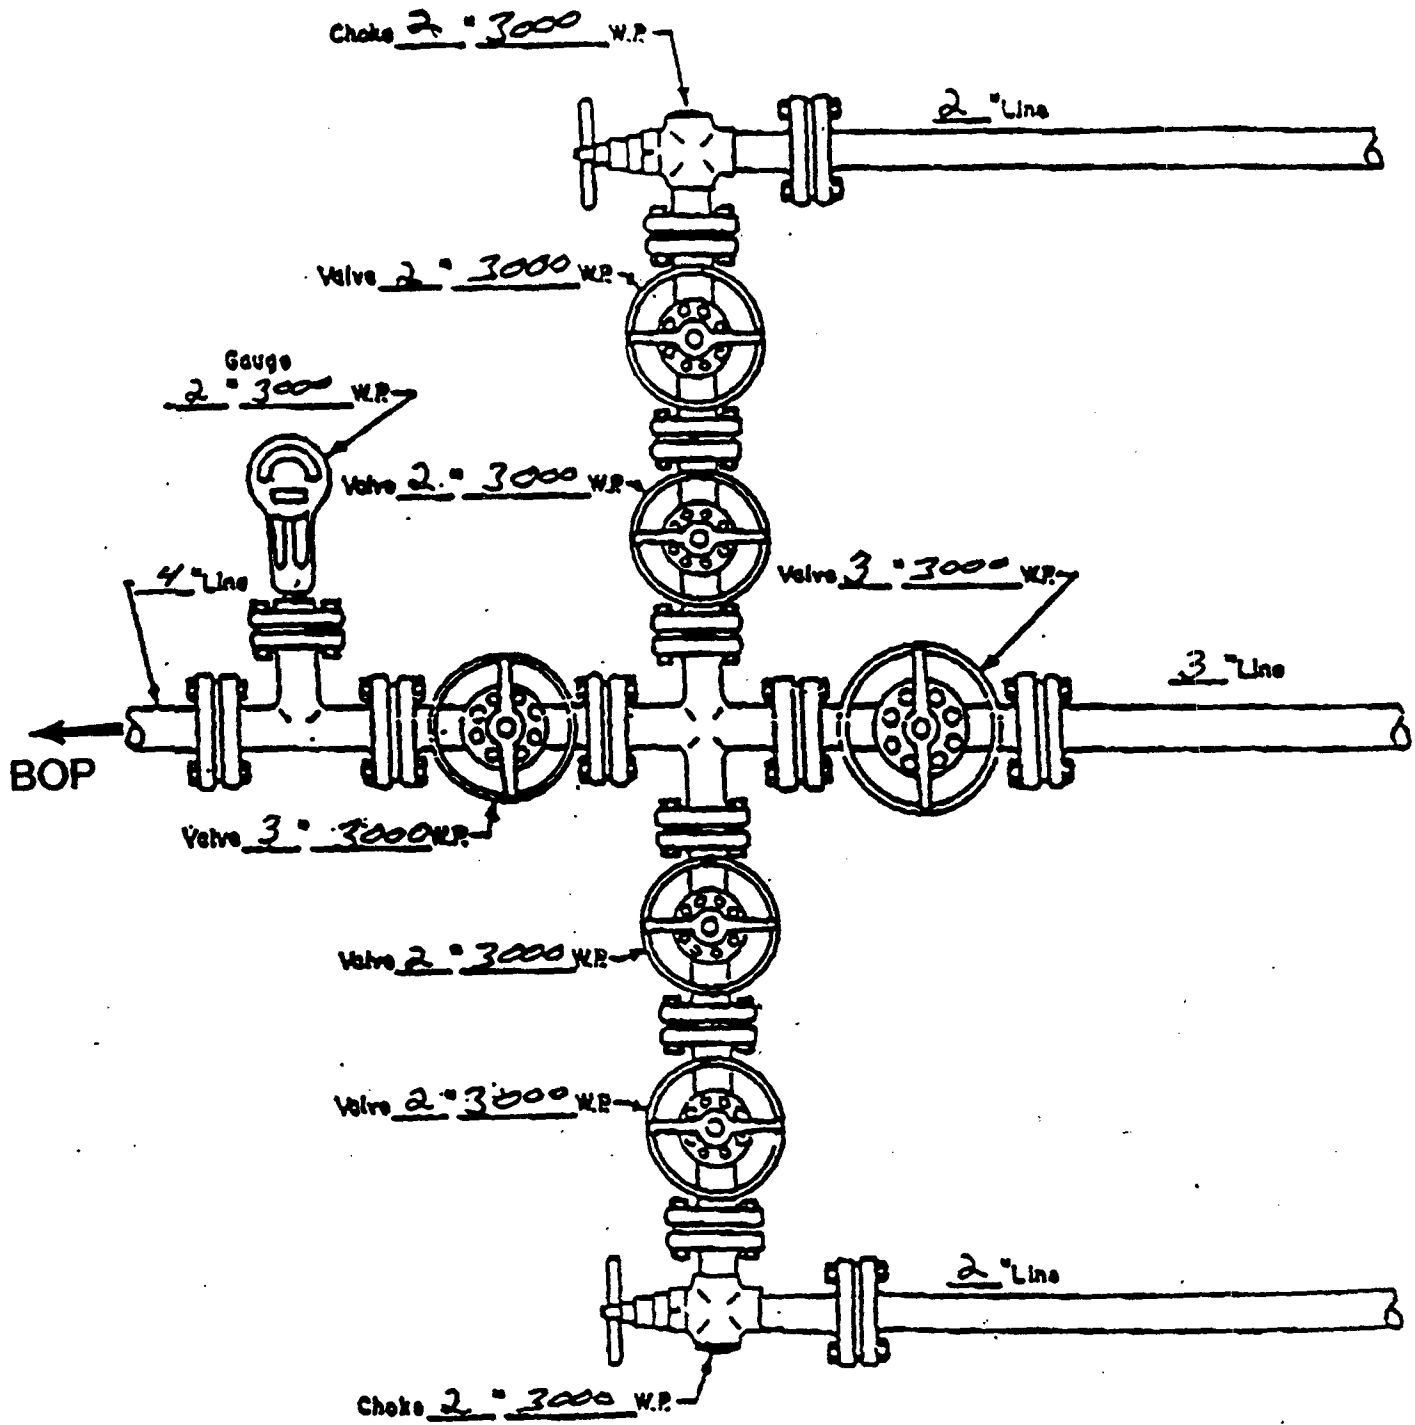 Choke 2 " 3000 W.P.
2 "Line
Valve 2 " 3000 W.P.
Gauge
2 " 3000 W.P.
Valve 2 " 3000 W.P.
Valve 3 " 3000 W.P.
4 "Line
3 "Line
BOP
Valve 3 " 3000 W.P.
Valve 2 " 3000 W.P.
Valve 2 " 3000 W.P.
2 "Line
Choke 2 " 3000 W.P.